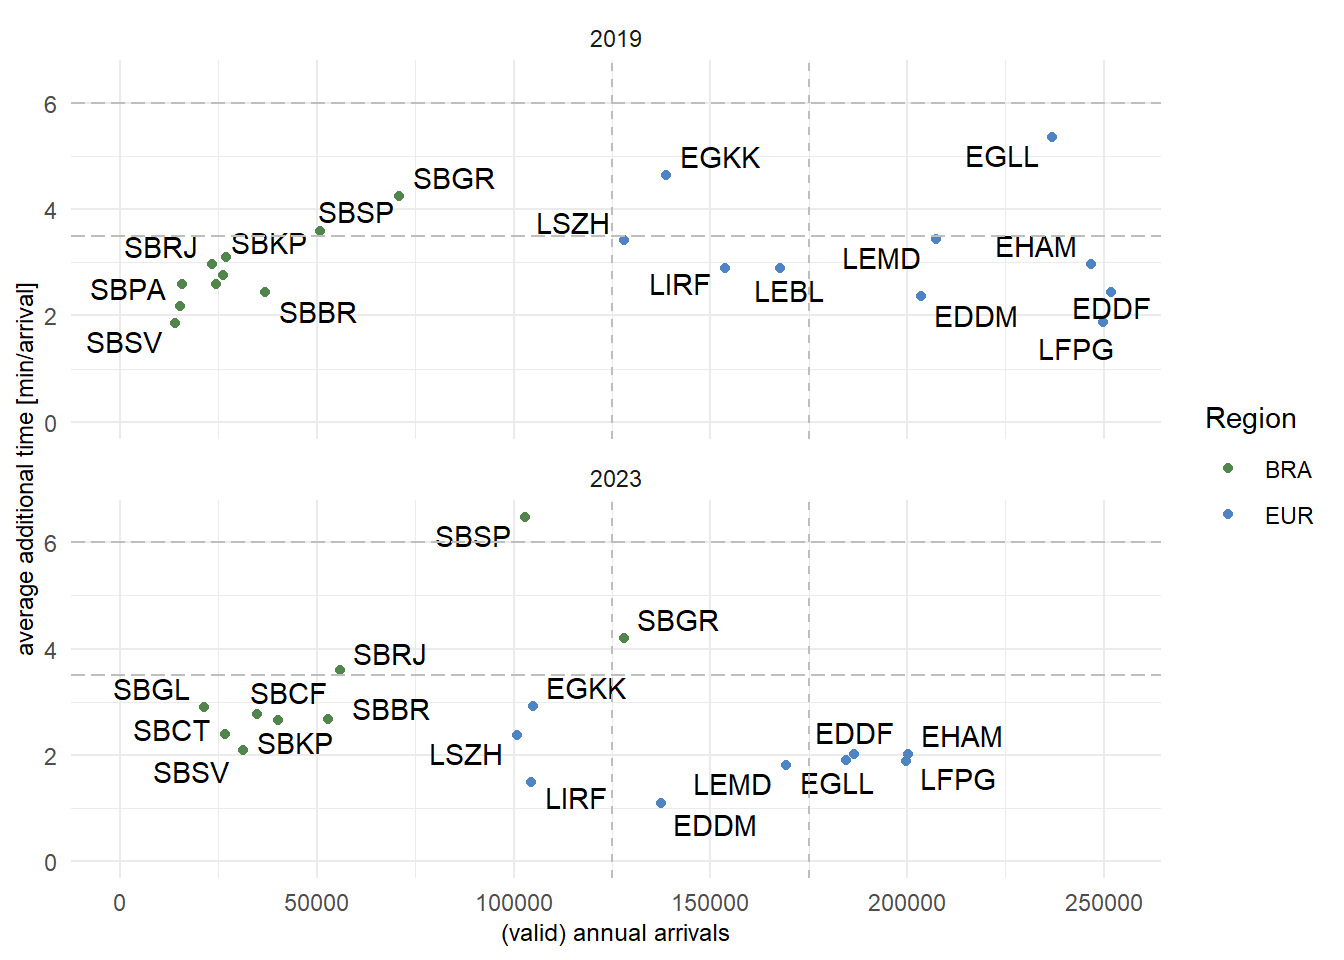 2019
6
4
2
0
EGKK
EGLL
SBGR
SBSP
LSZH
SBRJ
SBKP
EHAM
LEMD
SBPA
LIRF
LEBL
SBBR
EDDM
EDDF
SBSV
LFPG
average additional time [min/arrival]
Region
BRA
EUR
2023
6
4
2
0
SBSP
SBGR
SBRJ
SBGL
SBCF
EGKK
SBBR
SBCT
SBKP
EDDF
EHAM
LSZH
SBSV
LEMD
EGLL
LFPG
LIRF
EDDM
0
50000
100000
150000
200000
250000
(valid) annual arrivals